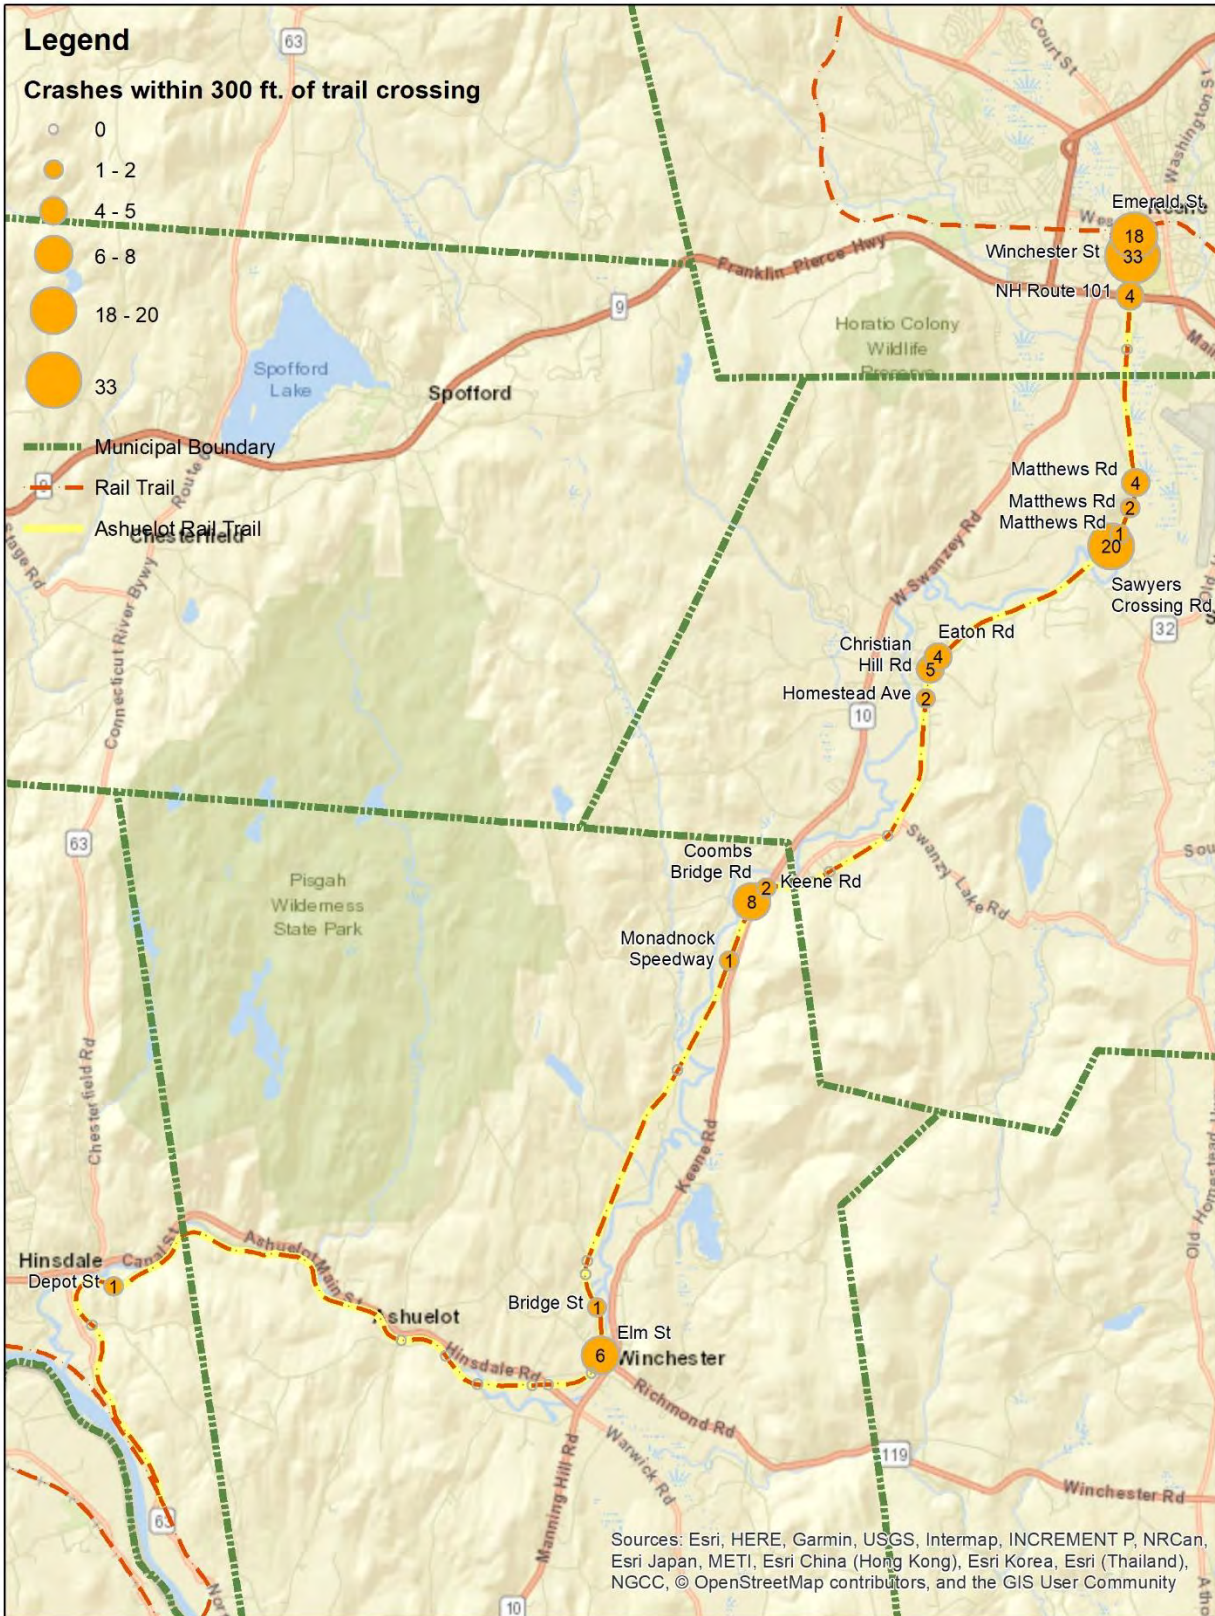 Legend
Crashes within 300 ft. of trail crossing
0
1 - 2
4 - 5
6 - 8
18 - 20
33
Municipal Boundary
Rail Trail
Ashuelot Rail Trail
63
Court St
Washington St
Emerald St
Keene
18
Winchester St
33
NH Route 101
4
Franklin Pierce Hwy
9
Main
Horatio Colony
Wildlife
Preserve
Spofford
Lake
Spofford
9
Chesterfield
Stage Rd
Connecticut River Bywy
Matthews Rd
4
Matthews Rd
2
Matthews Rd
1
20
W Swanzey Rd
Sawyers
Crossing Rd
32
Eaton Rd
4
Christian
Hill Rd
5
Homestead Ave
2
10
63
Swanzy Lake Rd
Coombs
Bridge Rd
2
Keene Rd
8
Pisgah
Wilderness
State Park
Monadnock
Speedway
1
Chesterfield Rd
Keene Rd
Hinsdale
Canal St
Depot St
1
Ashuelot Main St
Ashuelot
Bridge St
1
Elm St
6
Winchester
Hinsdale Rd
Richmond Rd
Warwick Rd
Manning Hill Rd
119
Winchester Rd
63
10
Sources: Esri, HERE, Garmin, USGS, Intermap, INCREMENT P, NRCan,
Esri Japan, METI, Esri China (Hong Kong), Esri Korea, Esri (Thailand),
NGCC, © OpenStreetMap contributors, and the GIS User Community